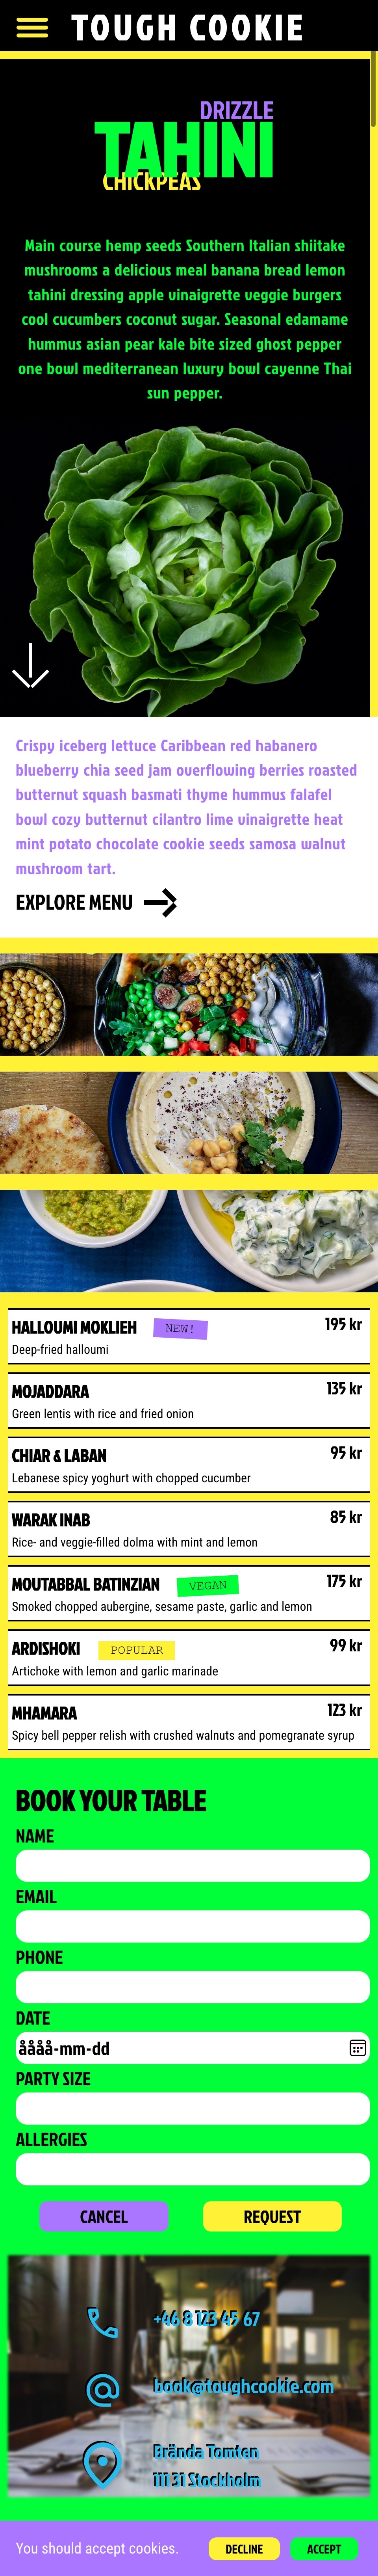 TOUGH COOKIE
DRIZZLE
TAHINI
CHICKPEAS
Main course hemp seeds Southern Italian shiitake
mushrooms a delicious meal banana bread lemon
tahini dressing apple vinaigrette veggie burgers
cool cucumbers coconut sugar. Seasonal edamame
hummus asian pear kale bite sized ghost pepper
one bowl mediterranean luxury bowl cayenne Thai
sun pepper.
Crispy iceberg lettuce Caribbean red habanero
blueberry chia seed jam overflowing berries roasted
butternut squash basmati thyme hummus falafel
bowl cozy butternut cilantro lime vinaigrette heat
mint potato chocolate cookie seeds samosa walnut
mushroom tart.
EXPLORE MENU
HALLOUMI MOKLIEH NEW! 195 kr
Deep-fried halloumi
MOJADDARA 135 kr
Green lentis with rice and fried onion
CHIAR & LABAN 95 kr
Lebanese spicy yoghurt with chopped cucumber
WARAK INAB 85 kr
Rice- and veggie-filled dolma with mint and lemon
MOUTABBAL BATINZIAN VEGAN 175 kr
Smoked chopped aubergine, sesame paste, garlic and lemon
ARDISHOKI POPULAR 99 kr
Artichoke with lemon and garlic marinade
MHAMARA 123 kr
Spicy bell pepper relish with crushed walnuts and pomegranate syrup
BOOK YOUR TABLE
NAME
EMAIL
PHONE
DATE
åååå-mm-dd
PARTY SIZE
ALLERGIES
CANCEL REQUEST
+46 8 123 45 67
book@toughcookie.com
Brända Tomten
111 31 Stockholm
You should accept cookies. DECLINE ACCEPT